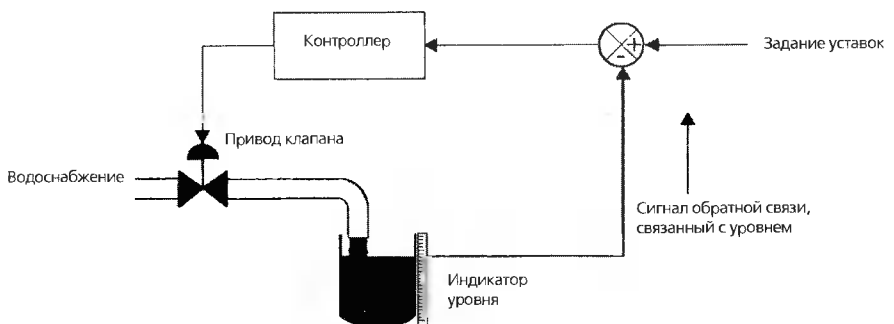 Контроллер
+
-
Задание уставок
Привод клапана
Водоснабжение
Сигнал обратной связи,
связанный с уровнем
Индикатор
уровня